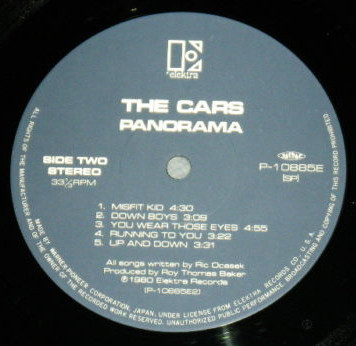 elektra
THE CARS
PANORAMA
SIDE TWO
STEREO
33⅓RPM
P-10885E
[SP]
1. MISFIT KID 4:30
2. DOWN BOYS 3:09
3. YOU WEAR THOSE EYES 4:55
4. RUNNING TO YOU 3:22
5. UP AND DOWN 3:31
All songs written by Ric Ocasek
Produced by Roy Thomas Baker
℗1980 Elektra Records
(P-10885E2)
ALL RIGHTS OF THE MANUFACTURER AND OF THE OWNER OF THE RECORDED WORK RESERVED. UNAUTHORIZED PUBLIC PERFORMANCE BROADCASTING AND COPYING OF THIS RECORD PROHIBITED
MADE BY WARNER-PIONEER CORPORATION, JAPAN, UNDER LICENSE FROM ELEKTRA RECORDS CO., U.S.A.